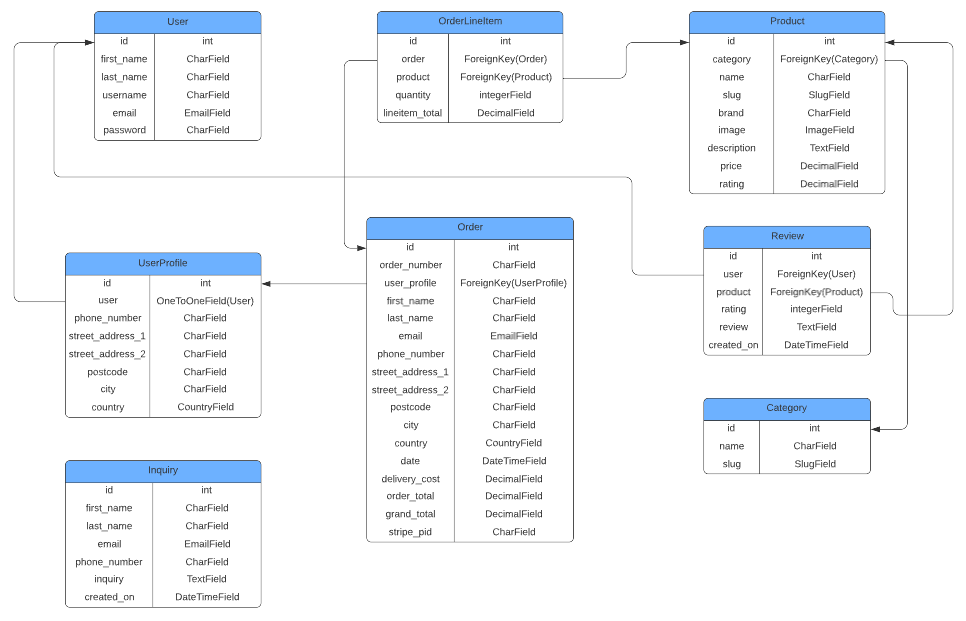 User
id int
first_name CharField
last_name CharField
username CharField
email EmailField
password CharField
OrderLineItem
id int
order ForeignKey(Order)
product ForeignKey(Product)
quantity integerField
lineitem_total DecimalField
Product
id int
category ForeignKey(Category)
name CharField
slug SlugField
brand CharField
image ImageField
description TextField
price DecimalField
rating DecimalField
UserProfile
id int
user OneToOneField(User)
phone_number CharField
street_address_1 CharField
street_address_2 CharField
postcode CharField
city CharField
country CountryField
Order
id int
order_number CharField
user_profile ForeignKey(UserProfile)
first_name CharField
last_name CharField
email EmailField
phone_number CharField
street_address_1 CharField
street_address_2 CharField
postcode CharField
city CharField
country CountryField
date DateTimeField
delivery_cost DecimalField
order_total DecimalField
grand_total DecimalField
stripe_pid CharField
Review
id int
user ForeignKey(User)
product ForeignKey(Product)
rating integerField
review TextField
created_on DateTimeField
Category
id int
name CharField
slug SlugField
Inquiry
id int
first_name CharField
last_name CharField
email EmailField
phone_number CharField
inquiry TextField
created_on DateTimeField